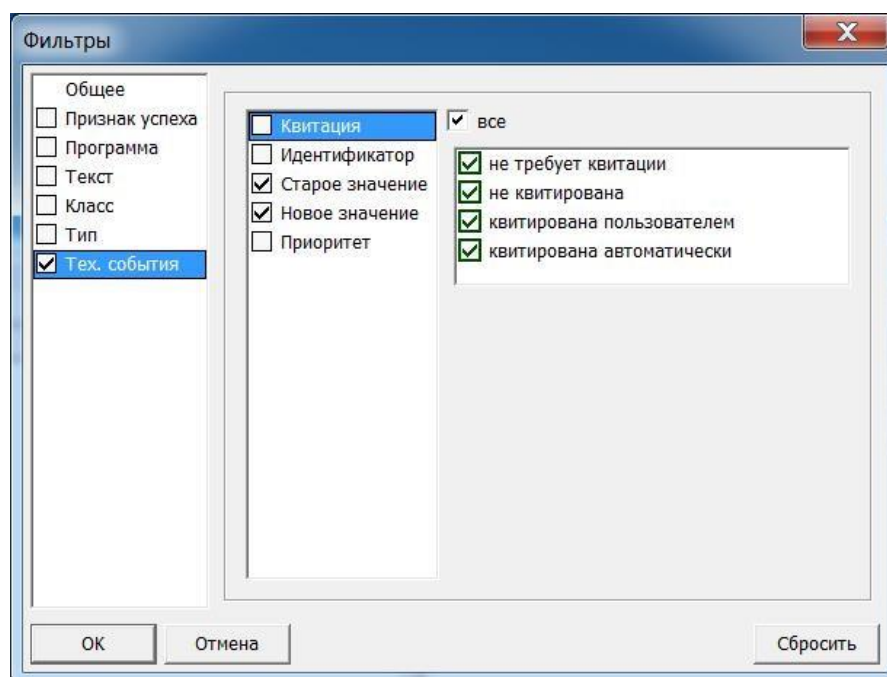 Фильтры
Общее
Признак успеха
Программа
Текст
Класс
Тип
Тех. события
Квитация
Идентификатор
Старое значение
Новое значение
Приоритет
все
не требует квитации
не квитирована
квитирована пользователем
квитирована автоматически
OK
Отмена
Сбросить